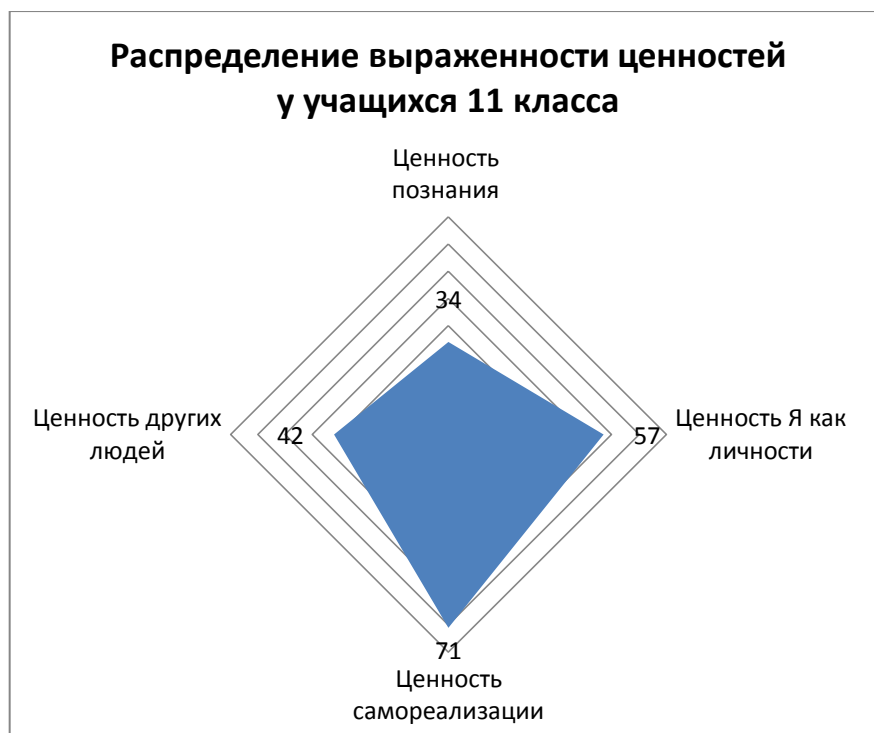 Распределение выраженности ценностей
у учащихся 11 класса
Ценность
познания
34
Ценность других
людей
42
57
Ценность Я как
личности
71
Ценность
самореализации